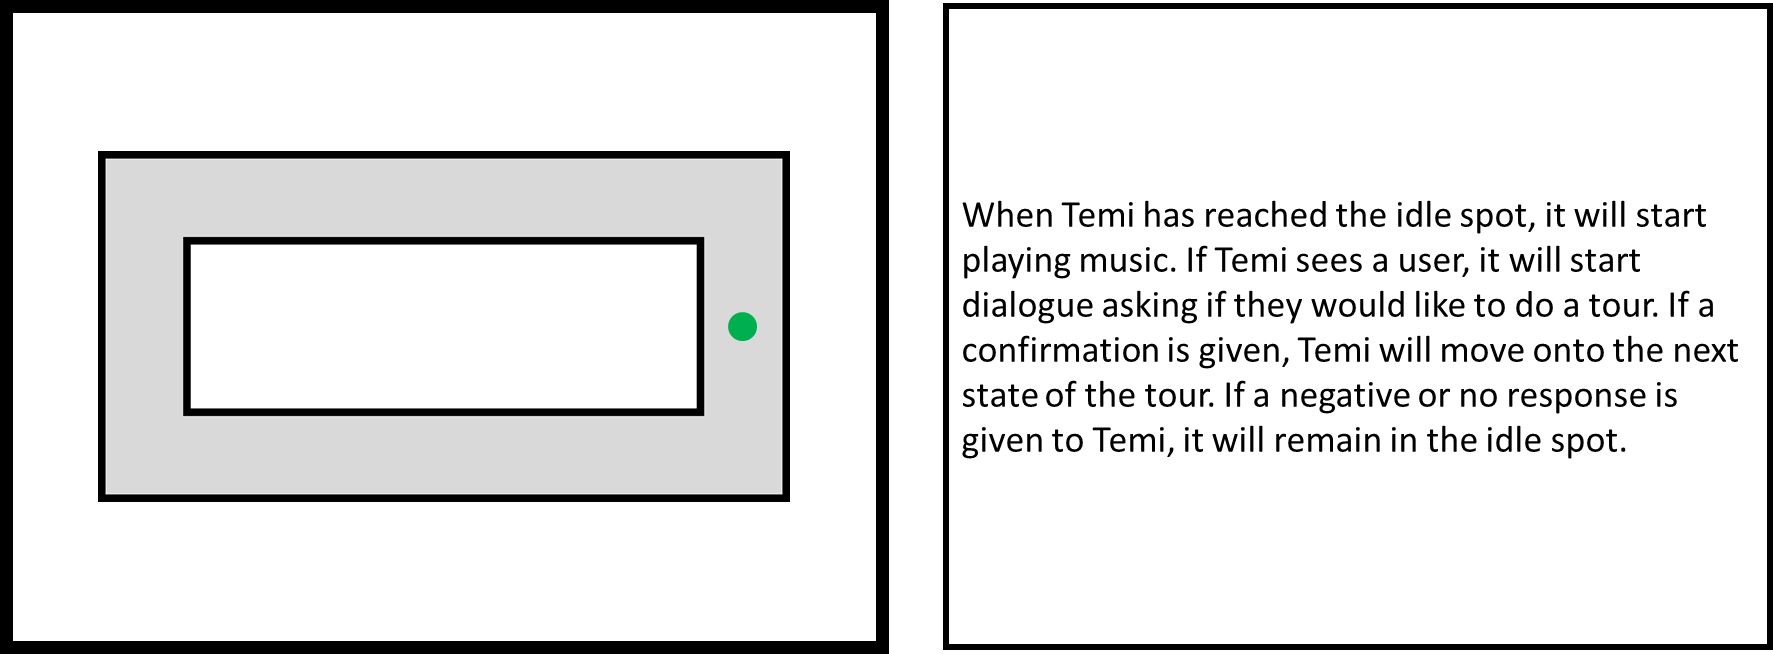 When Temi has reached the idle spot, it will start
playing music. If Temi sees a user, it will start
dialogue asking if they would like to do a tour. If a
confirmation is given, Temi will move onto the next
state of the tour. If a negative or no response is
given to Temi, it will remain in the idle spot.